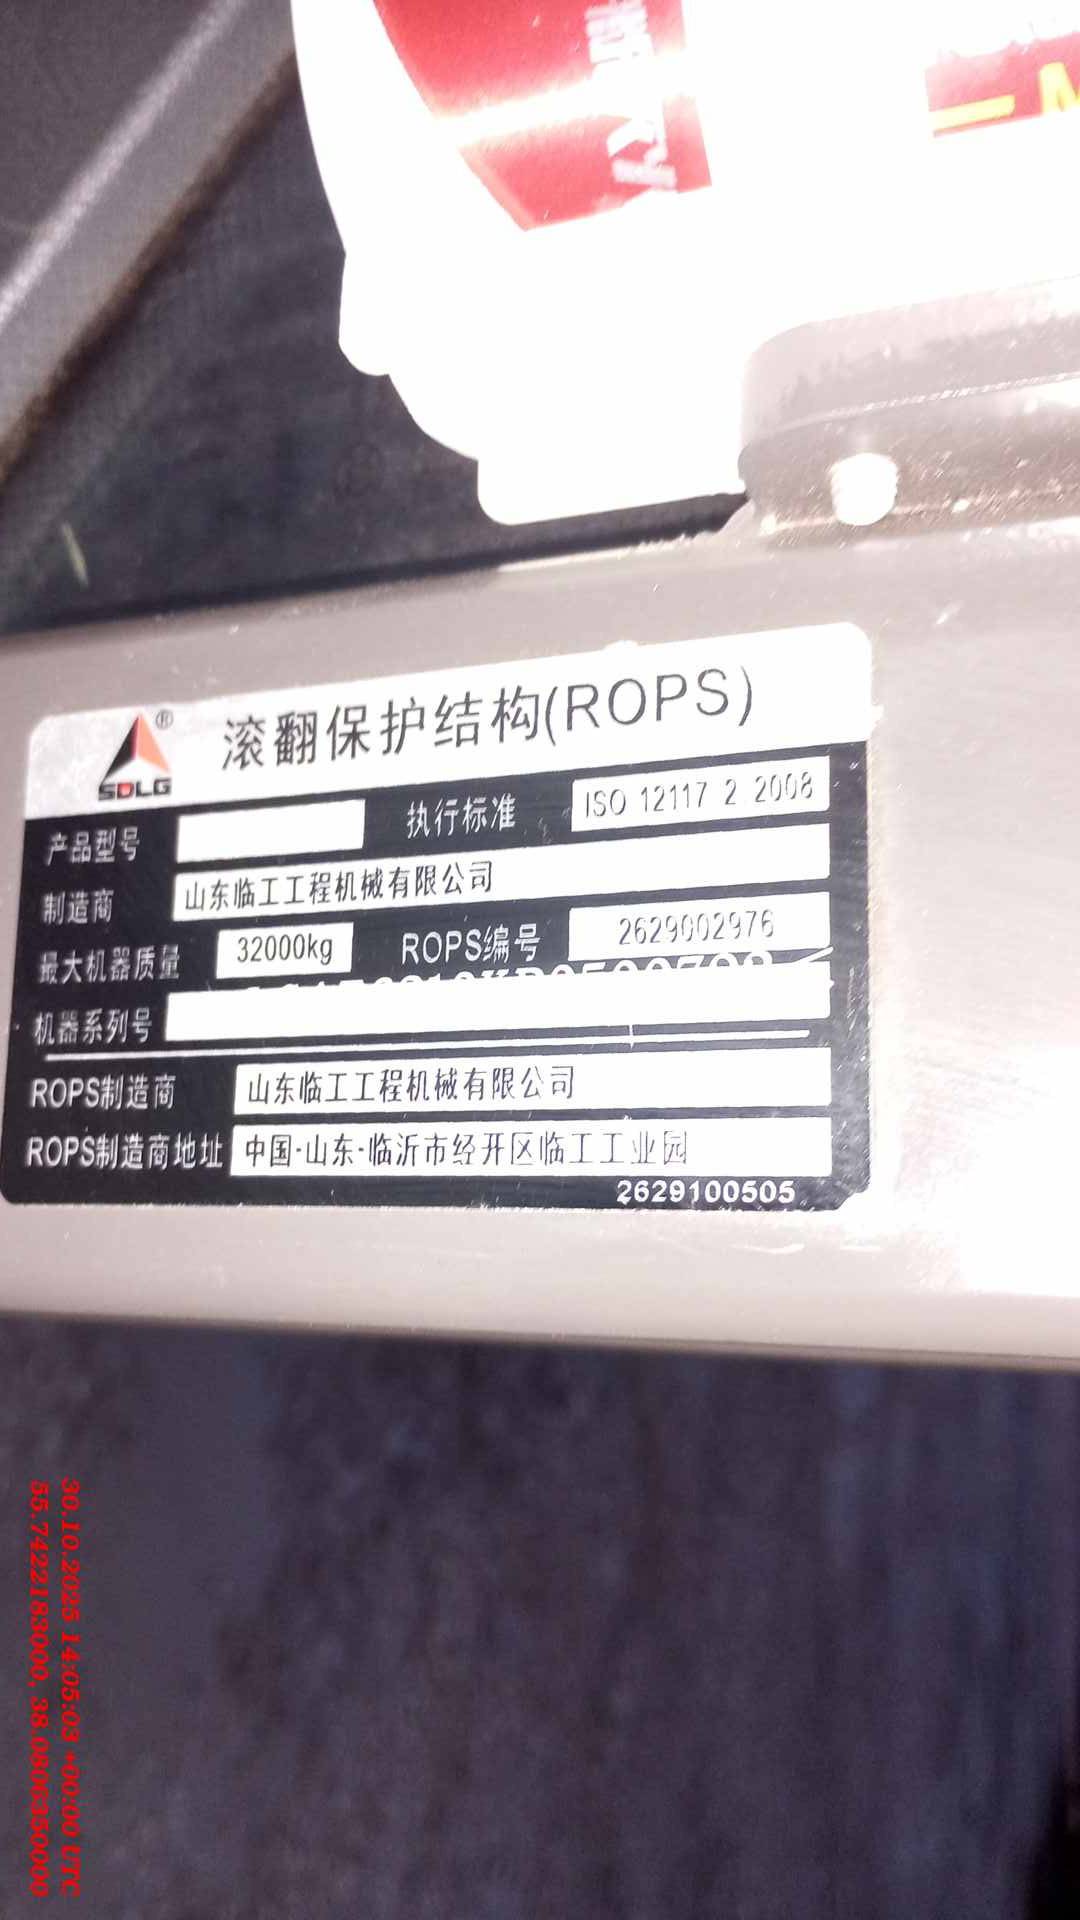 SDLG
®
滚翻保护结构(ROPS)
产品型号
执行标准 ISO 12117 2 2008
制造商 山东临工工程机械有限公司
最大机器质量 32000kg ROPS编号 2629002976
机器系列号
ROPS制造商 山东临工工程机械有限公司
ROPS制造商地址 中国·山东·临沂市经开区临工工业园
2629100505
30.10.2025 14:05:03 +00:00 UTC
55.7422183000, 38.0806350000